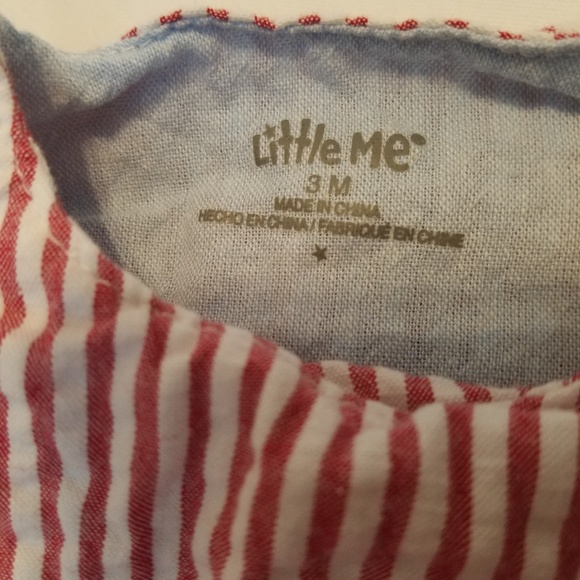 Little Me
3 M
MADE IN CHINA
HECHO EN CHINA / FABRIQUÉ EN CHINE